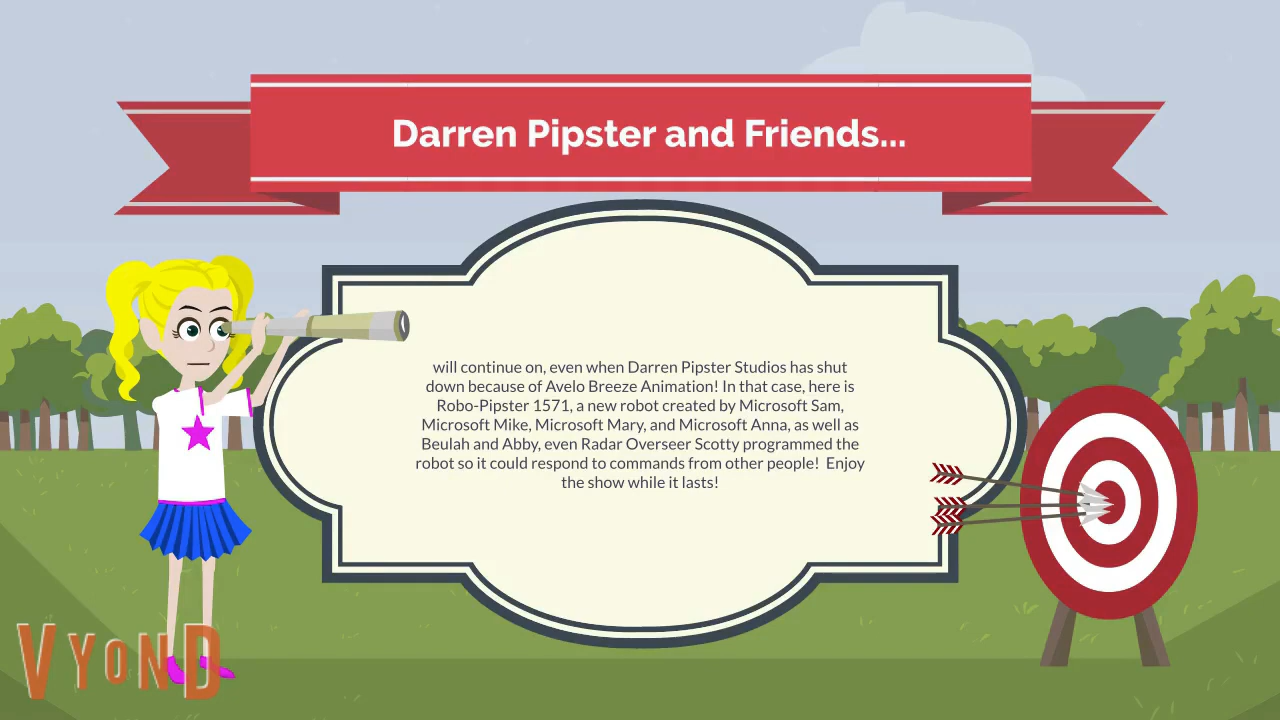 Darren Pipster and Friends...
will continue on, even when Darren Pipster Studios has shut
down because of Avelo Breeze Animation! In that case, here is
Robo-Pipster 1571, a new robot created by Microsoft Sam,
Microsoft Mike, Microsoft Mary, and Microsoft Anna, as well as
Beulah and Abby, even Radar Overseer Scotty programmed the
robot so it could respond to commands from other people!  Enjoy
the show while it lasts!
VYOND